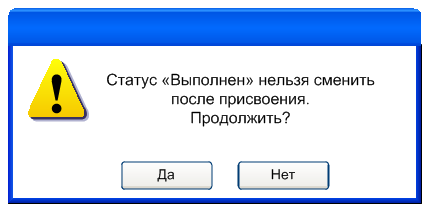 Статус «Выполнен» нельзя сменить
после присвоения.
Продолжить?
Да
Нет